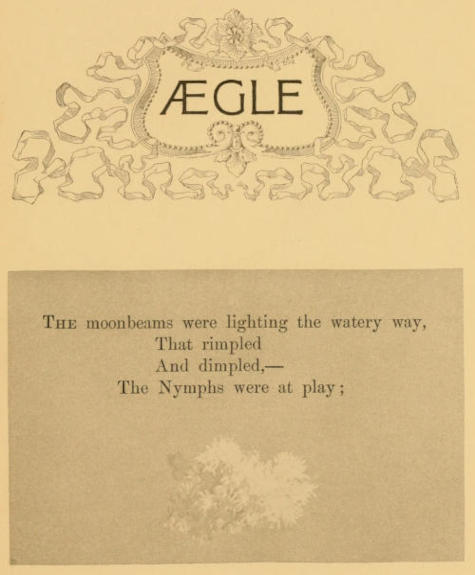 ÆGLE
THE moonbeams were lighting the watery way,
That rimpled
And dimpled,—
The Nymphs were at play;